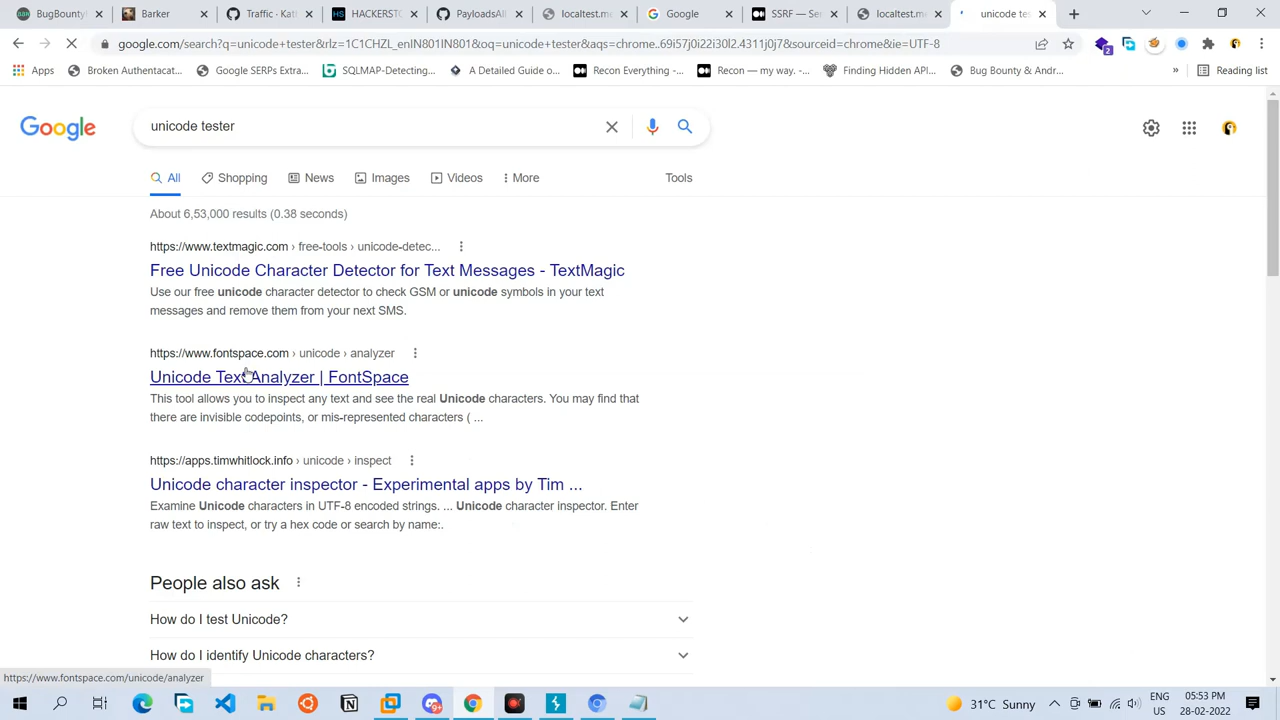 BugBountyH
Barker
Traffic · Kat
HACKERSTO
PayloadsAll
localtest.me
Google
SSRF — Ser
localtest.me
unicode tes
google.com/search?q=unicode+tester&rlz=1C1CHZL_enIN991IN01&oq=unicode+tester&aqs=chrome..69i57j0i22i30l2.4311j0j7&sourceid=chrome&ie=UTF-8
2
Apps
Broken Authentacat...
Google SERPs Extra...
SQLMAP-Detecting...
A Detailed Guide o...
Recon Everything -...
Recon — my way. -...
Finding Hidden API...
Bug Bounty & Andr...
»
Reading list
Google
unicode tester
All
Shopping
News
Images
Videos
More
Tools
About 6,53,000 results (0.38 seconds)
https://www.textmagic.com › free-tools › unicode-detec...
Free Unicode Character Detector for Text Messages - TextMagic
Use our free unicode character detector to check GSM or unicode symbols in your text
messages and remove them from your next SMS.
https://www.fontspace.com › unicode › analyzer
Unicode Text Analyzer | FontSpace
This tool allows you to inspect any text and see the real Unicode characters. You may find that
there are invisible codepoints, or mis-represented characters ( ...
https://apps.timwhitlock.info › unicode › inspect
Unicode character inspector - Experimental apps by Tim ...
Examine Unicode characters in UTF-8 encoded strings. ... Unicode character inspector. Enter
raw text to inspect, or try a hex code or search by name:.
People also ask
How do I test Unicode?
How do I identify Unicode characters?
https://www.fontspace.com/unicode/analyzer
31°C Sunny
ENG
US
05:53 PM
28-02-2022